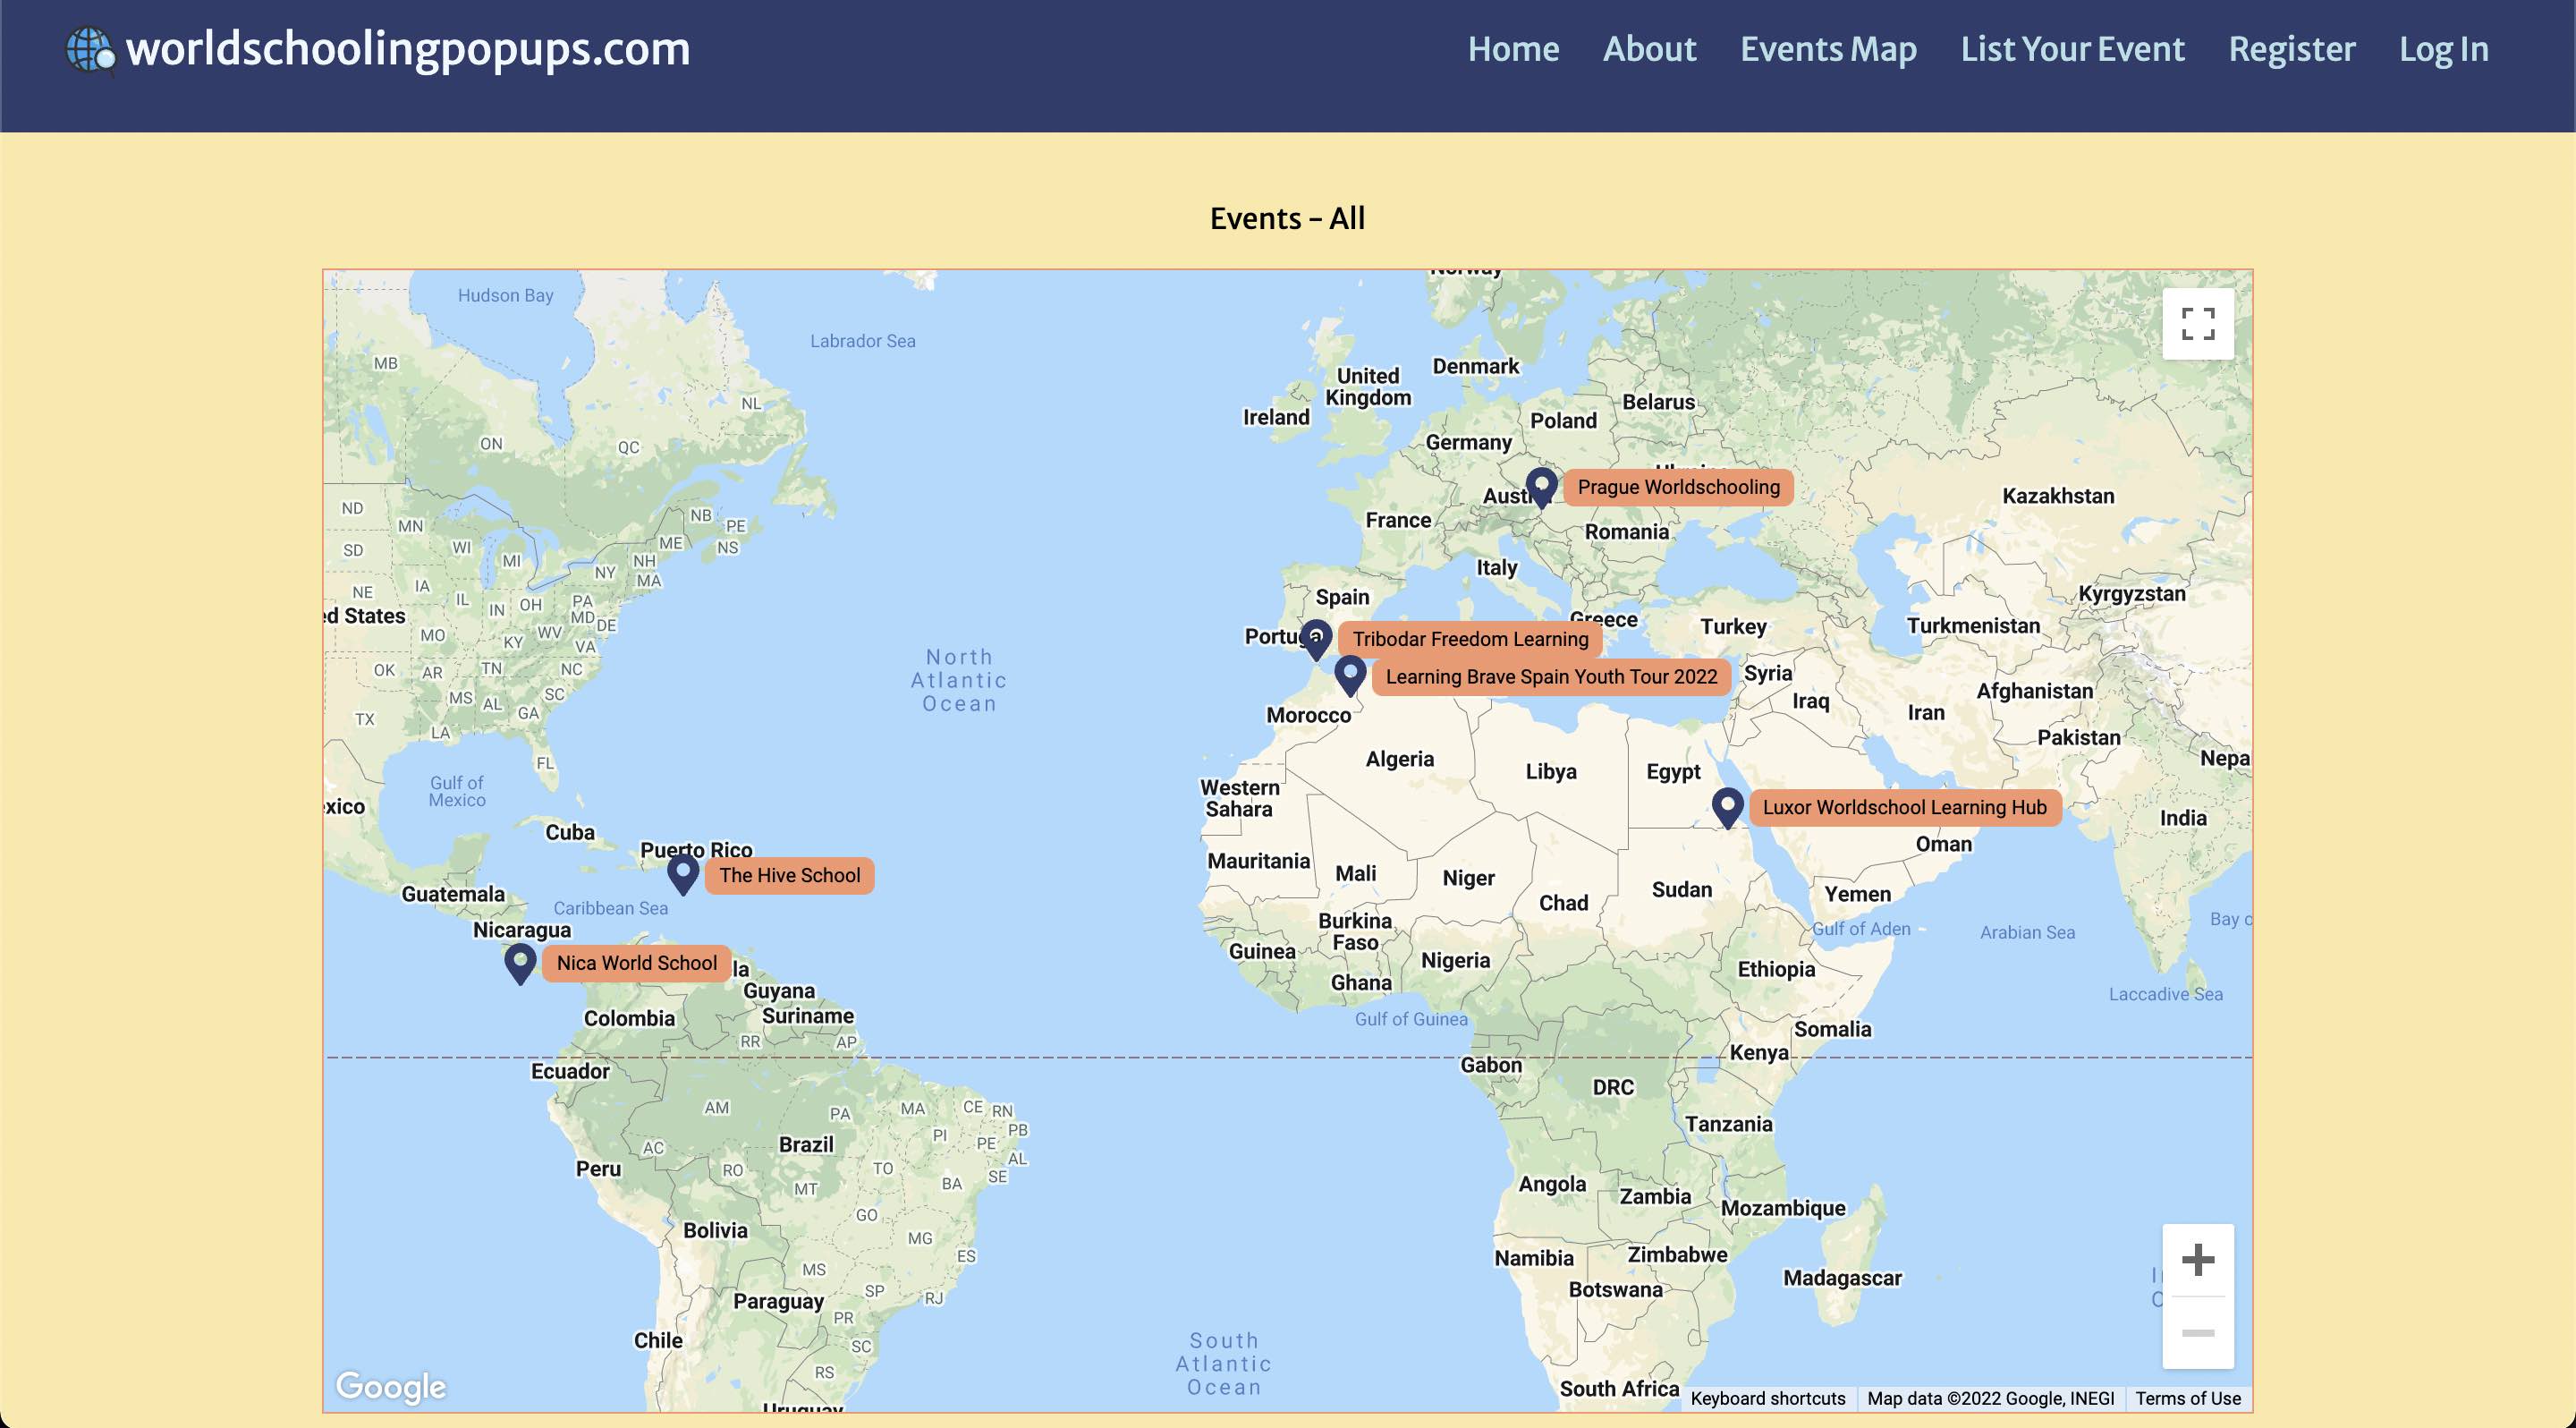 worldschoolingpopups.com
Home About Events Map List Your Event Register Log In
Events – All
Norway
Hudson Bay
Labrador Sea
MB
NL
ON
QC
United
Kingdom
Denmark
Ireland
Belarus
Poland
Germany
Ukraine
Prague Worldschooling
Austria
Kazakhstan
France
Romania
ND
MN
NB
PE
SD
WI
MI
ME
NS
NH
NY
MA
Italy
NE
IA
IL
IN
OH
PA
MD
DE
ed States
MO
KY
WV
VA
Spain
Kyrgyzstan
Portuga
Tribodar Freedom Learning
Greece
Turkey
Turkmenistan
OK
AR
TN
NC
North
Atlantic
Ocean
Learning Brave Spain Youth Tour 2022
Syria
MS
AL
SC
GA
Iraq
Iran
Afghanistan
TX
LA
Morocco
Pakistan
FL
Algeria
Libya
Egypt
Nepa
Gulf of
Mexico
Western
Sahara
exico
Luxor Worldschool Learning Hub
India
Cuba
Puerto Rico
Oman
Mauritania
Mali
Niger
Chad
Sudan
Yemen
The Hive School
Guatemala
Caribbean Sea
Nicaragua
Burkina
Faso
Gulf of Aden
Arabian Sea
Bay o
Nica World School
la
Guinea
Nigeria
Ghana
Ethiopia
Guyana
Suriname
Colombia
Gulf of Guinea
Laccadive Sea
Somalia
RR
AP
Kenya
Ecuador
Gabon
DRC
AM
PA
MA
CE
RN
PB
PI
PE
AL
SE
Tanzania
AC
Brazil
Peru
RO
TO
MT
BA
Angola
Zambia
Mozambique
GO
Bolivia
MG
ES
Namibia
Zimbabwe
MS
Botswana
Madagascar
Paraguay
SP
RJ
PR
Chile
SC
South
Atlantic
Ocean
RS
Uruguay
South Africa
Google
Keyboard shortcuts Map data ©2022 Google, INEGI Terms of Use